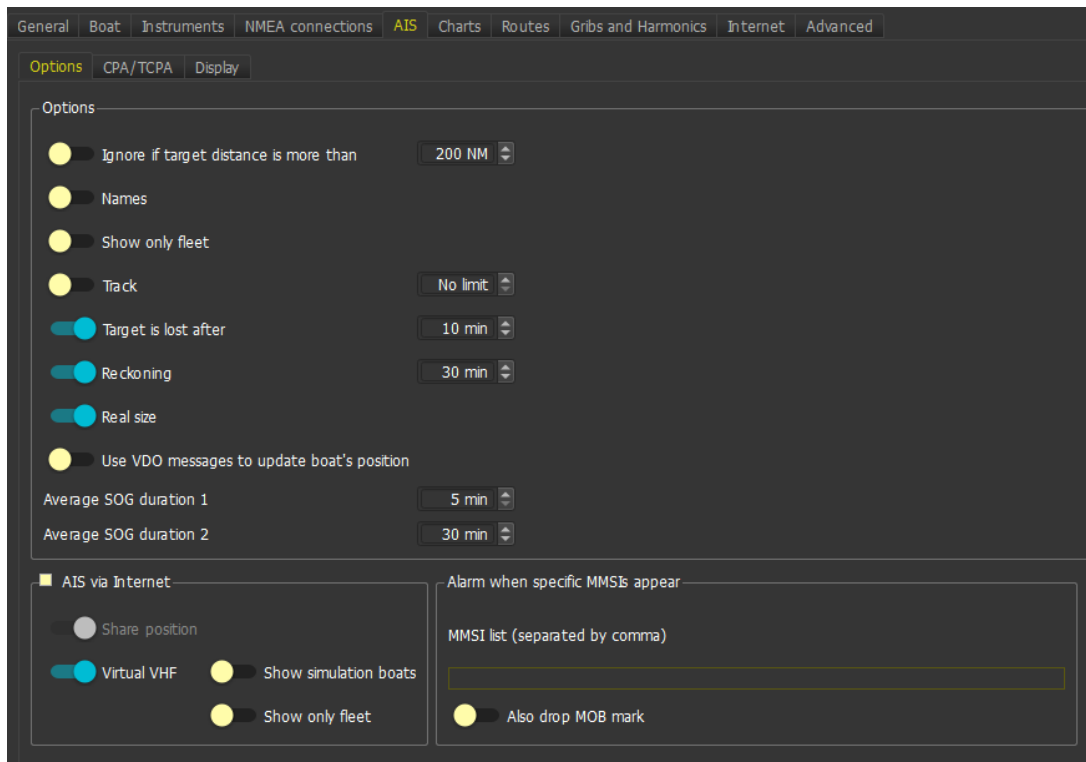 General Boat Instruments NMEA connections AIS Charts Routes Gribs and Harmonics Internet Advanced
Options CPA/TCPA Display
Options
Ignore if target distance is more than 200 NM
Names
Show only fleet
Track No limit
Target is lost after 10 min
Reckoning 30 min
Real size
Use VDO messages to update boat's position
Average SOG duration 1 5 min
Average SOG duration 2 30 min
AIS via Internet
Share position
Virtual VHF Show simulation boats
Show only fleet
Alarm when specific MMSIs appear
MMSI list (separated by comma)
Also drop MOB mark